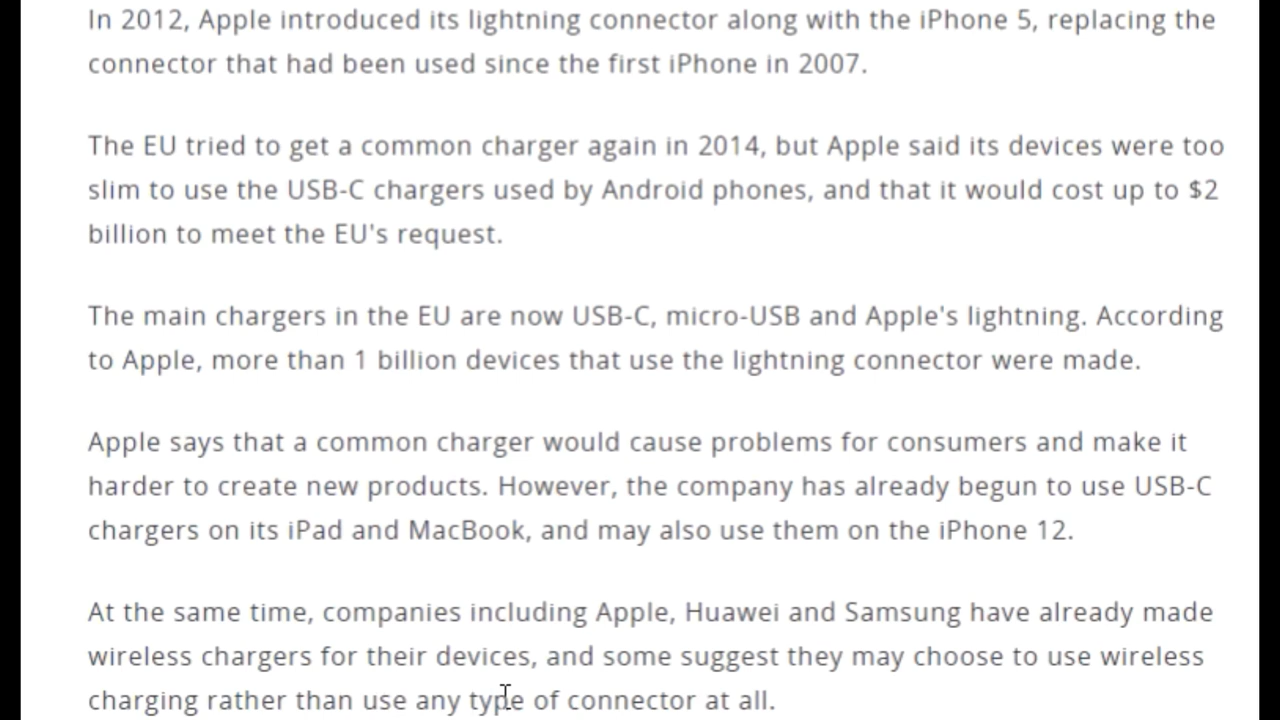 In 2012, Apple introduced its lightning connector along with the iPhone 5, replacing the
connector that had been used since the first iPhone in 2007.
The EU tried to get a common charger again in 2014, but Apple said its devices were too
slim to use the USB-C chargers used by Android phones, and that it would cost up to $2
billion to meet the EU's request.
The main chargers in the EU are now USB-C, micro-USB and Apple's lightning. According
to Apple, more than 1 billion devices that use the lightning connector were made.
Apple says that a common charger would cause problems for consumers and make it
harder to create new products. However, the company has already begun to use USB-C
chargers on its iPad and MacBook, and may also use them on the iPhone 12.
At the same time, companies including Apple, Huawei and Samsung have already made
wireless chargers for their devices, and some suggest they may choose to use wireless
charging rather than use any type of connector at all.